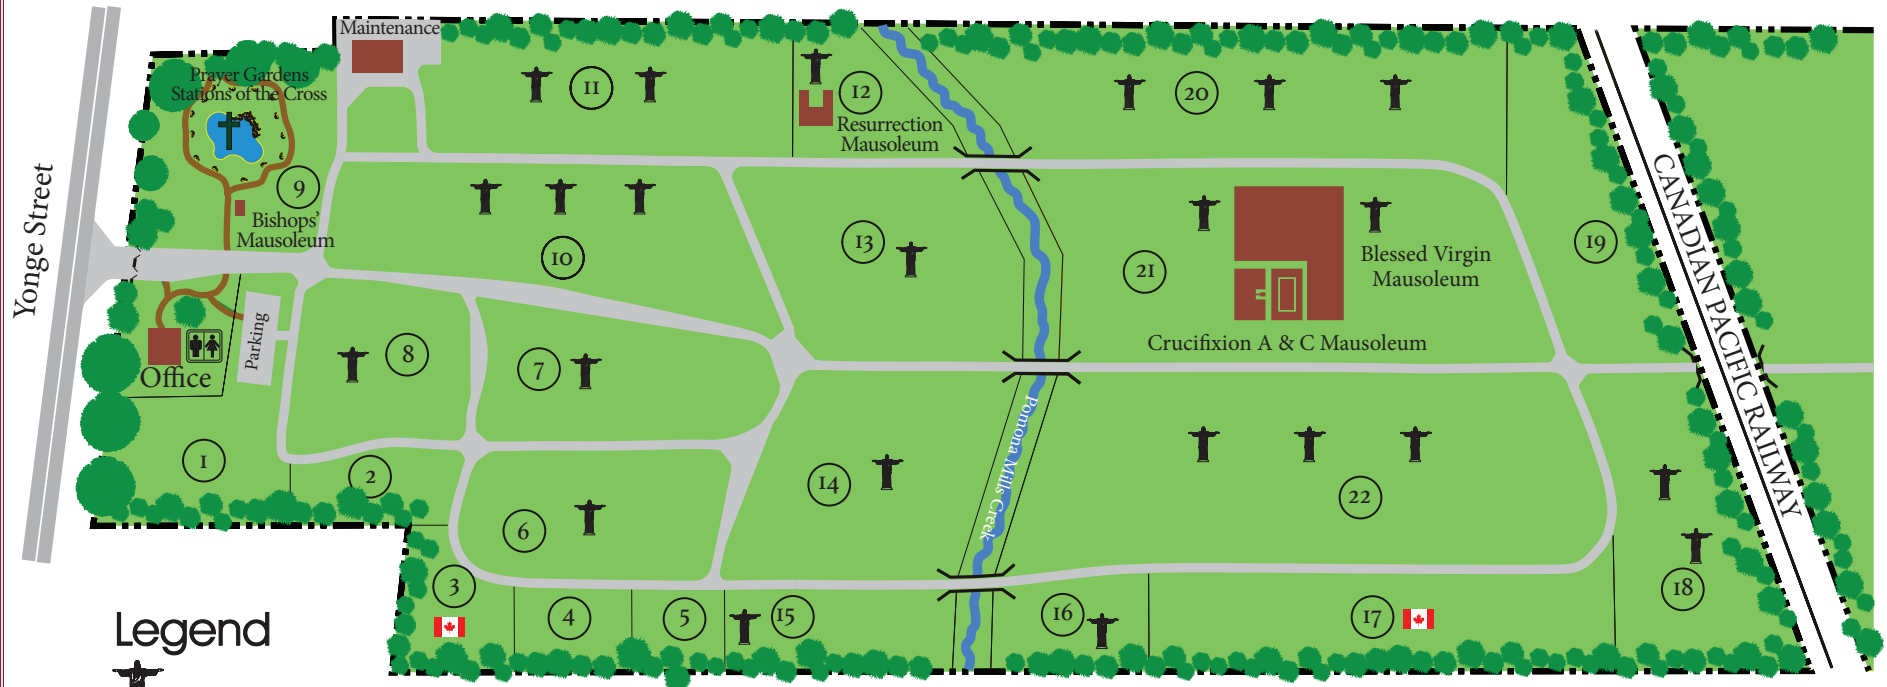 Maintenance
Prayer Gardens
Stations of the Cross
11
12
Resurrection
Mausoleum
20
9
Bishops'
Mausoleum
10
13
21
Blessed Virgin
Mausoleum
Crucifixion A & C Mausoleum
19
CANADIAN PACIFIC RAILWAY
Yonge Street
Office
Parking
8
7
1
2
6
14
Pomona Mills Creek
22
3
4
5
15
16
17
18
Legend